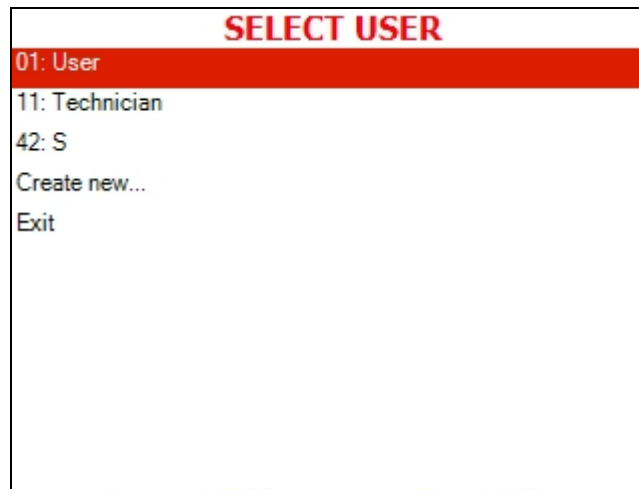 SELECT USER
01: User
11: Technician
42: S
Create new...
Exit